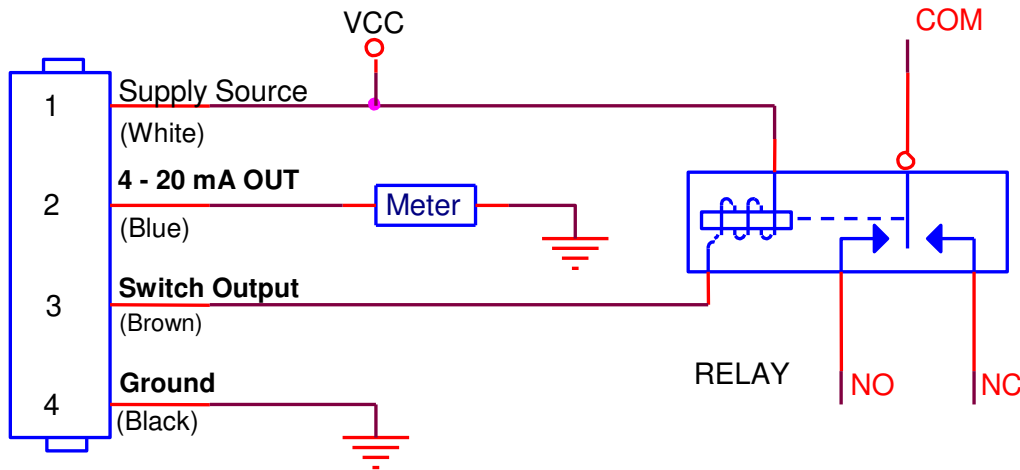 VCC
COM
1
Supply Source
(White)
2
4 - 20 mA OUT
(Blue)
Meter
3
Switch Output
(Brown)
RELAY
NO
NC
4
Ground
(Black)